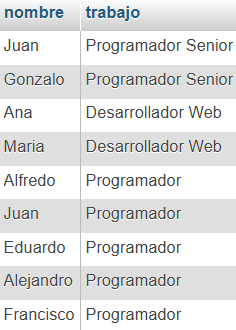 nombre trabajo
Juan Programador Senior
Gonzalo Programador Senior
Ana Desarrollador Web
Maria Desarrollador Web
Alfredo Programador
Juan Programador
Eduardo Programador
Alejandro Programador
Francisco Programador